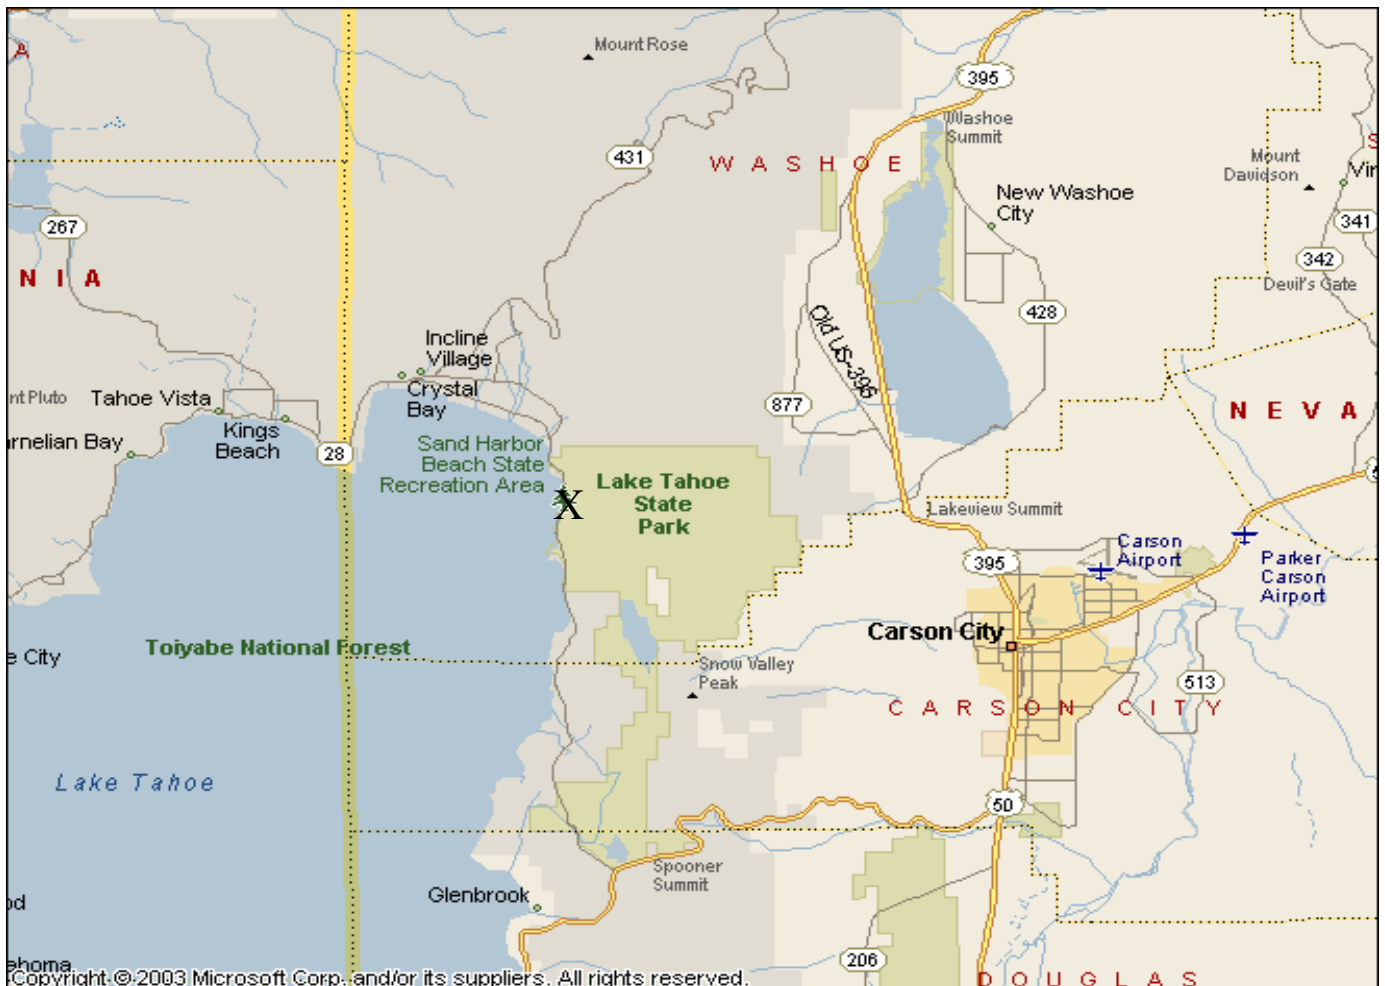 A
Mount Rose
395
Washoe
Summit
431
W A S H O E
Mount
Davidson
Vir
S
New Washoe
City
267
341
342
N I A
Devil's Gate
428
Old US-395
Incline
Village
nt Pluto
Tahoe Vista
Crystal
Bay
877
N E V A
arnelian Bay
Kings
Beach
28
Sand Harbor
Beach State
Recreation Area
X
Lake Tahoe
State
Park
Lakeview Summit
395
Carson
Airport
Parker
Carson
Airport
Carson City
Toiyabe National Forest
e City
Snow Valley
Peak
513
C A R S O N C I T Y
Lake Tahoe
50
Spooner
Summit
Glenbrook
od
206
ahoma
Copyright © 2003 Microsoft Corp. and/or its suppliers. All rights reserved.
D O U G L A S